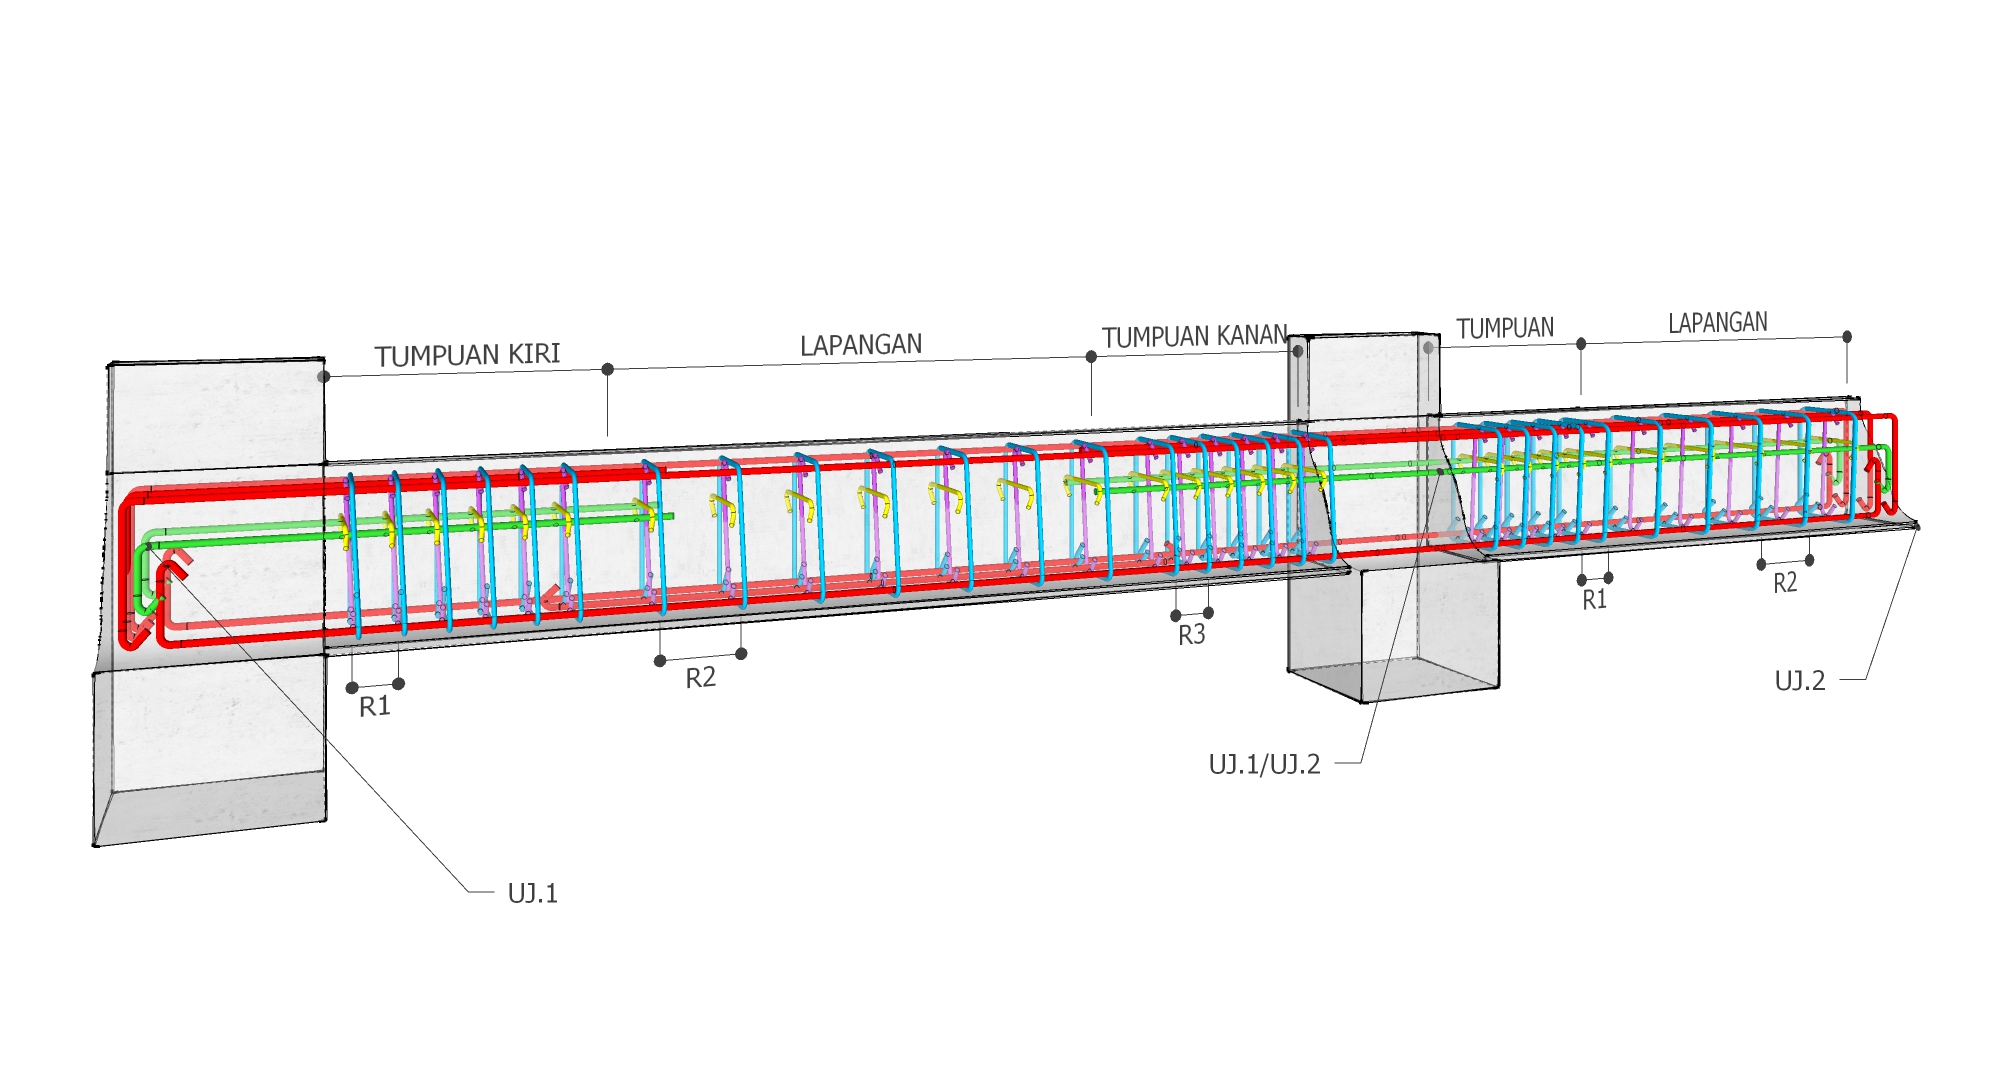 TUMPUAN KIRI
LAPANGAN
TUMPUAN KANAN
TUMPUAN
LAPANGAN
R1
R2
R3
R1
R2
UJ.2
UJ.1/UJ.2
UJ.1